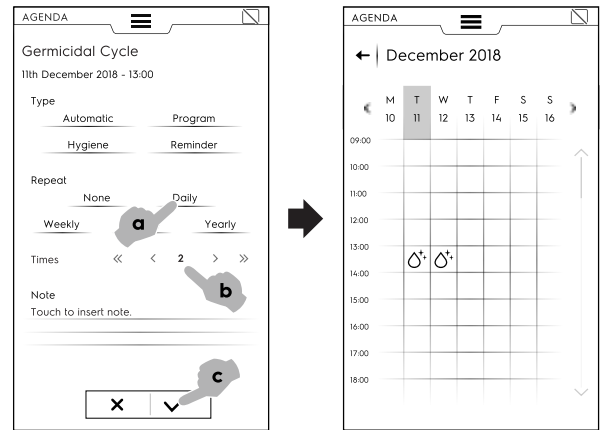 AGENDA
Germicidal Cycle
11th December 2018 - 13:00
Type
Automatic Program
Hygiene Reminder
Repeat
None Daily
Weekly Yearly
a
Times << < 2 > >>
b
Note
Touch to insert note.
c
AGENDA
December 2018
M T W T F S S
10 11 12 13 14 15 16
09:00
10:00
11:00
12:00
13:00
14:00
15:00
16:00
17:00
18:00